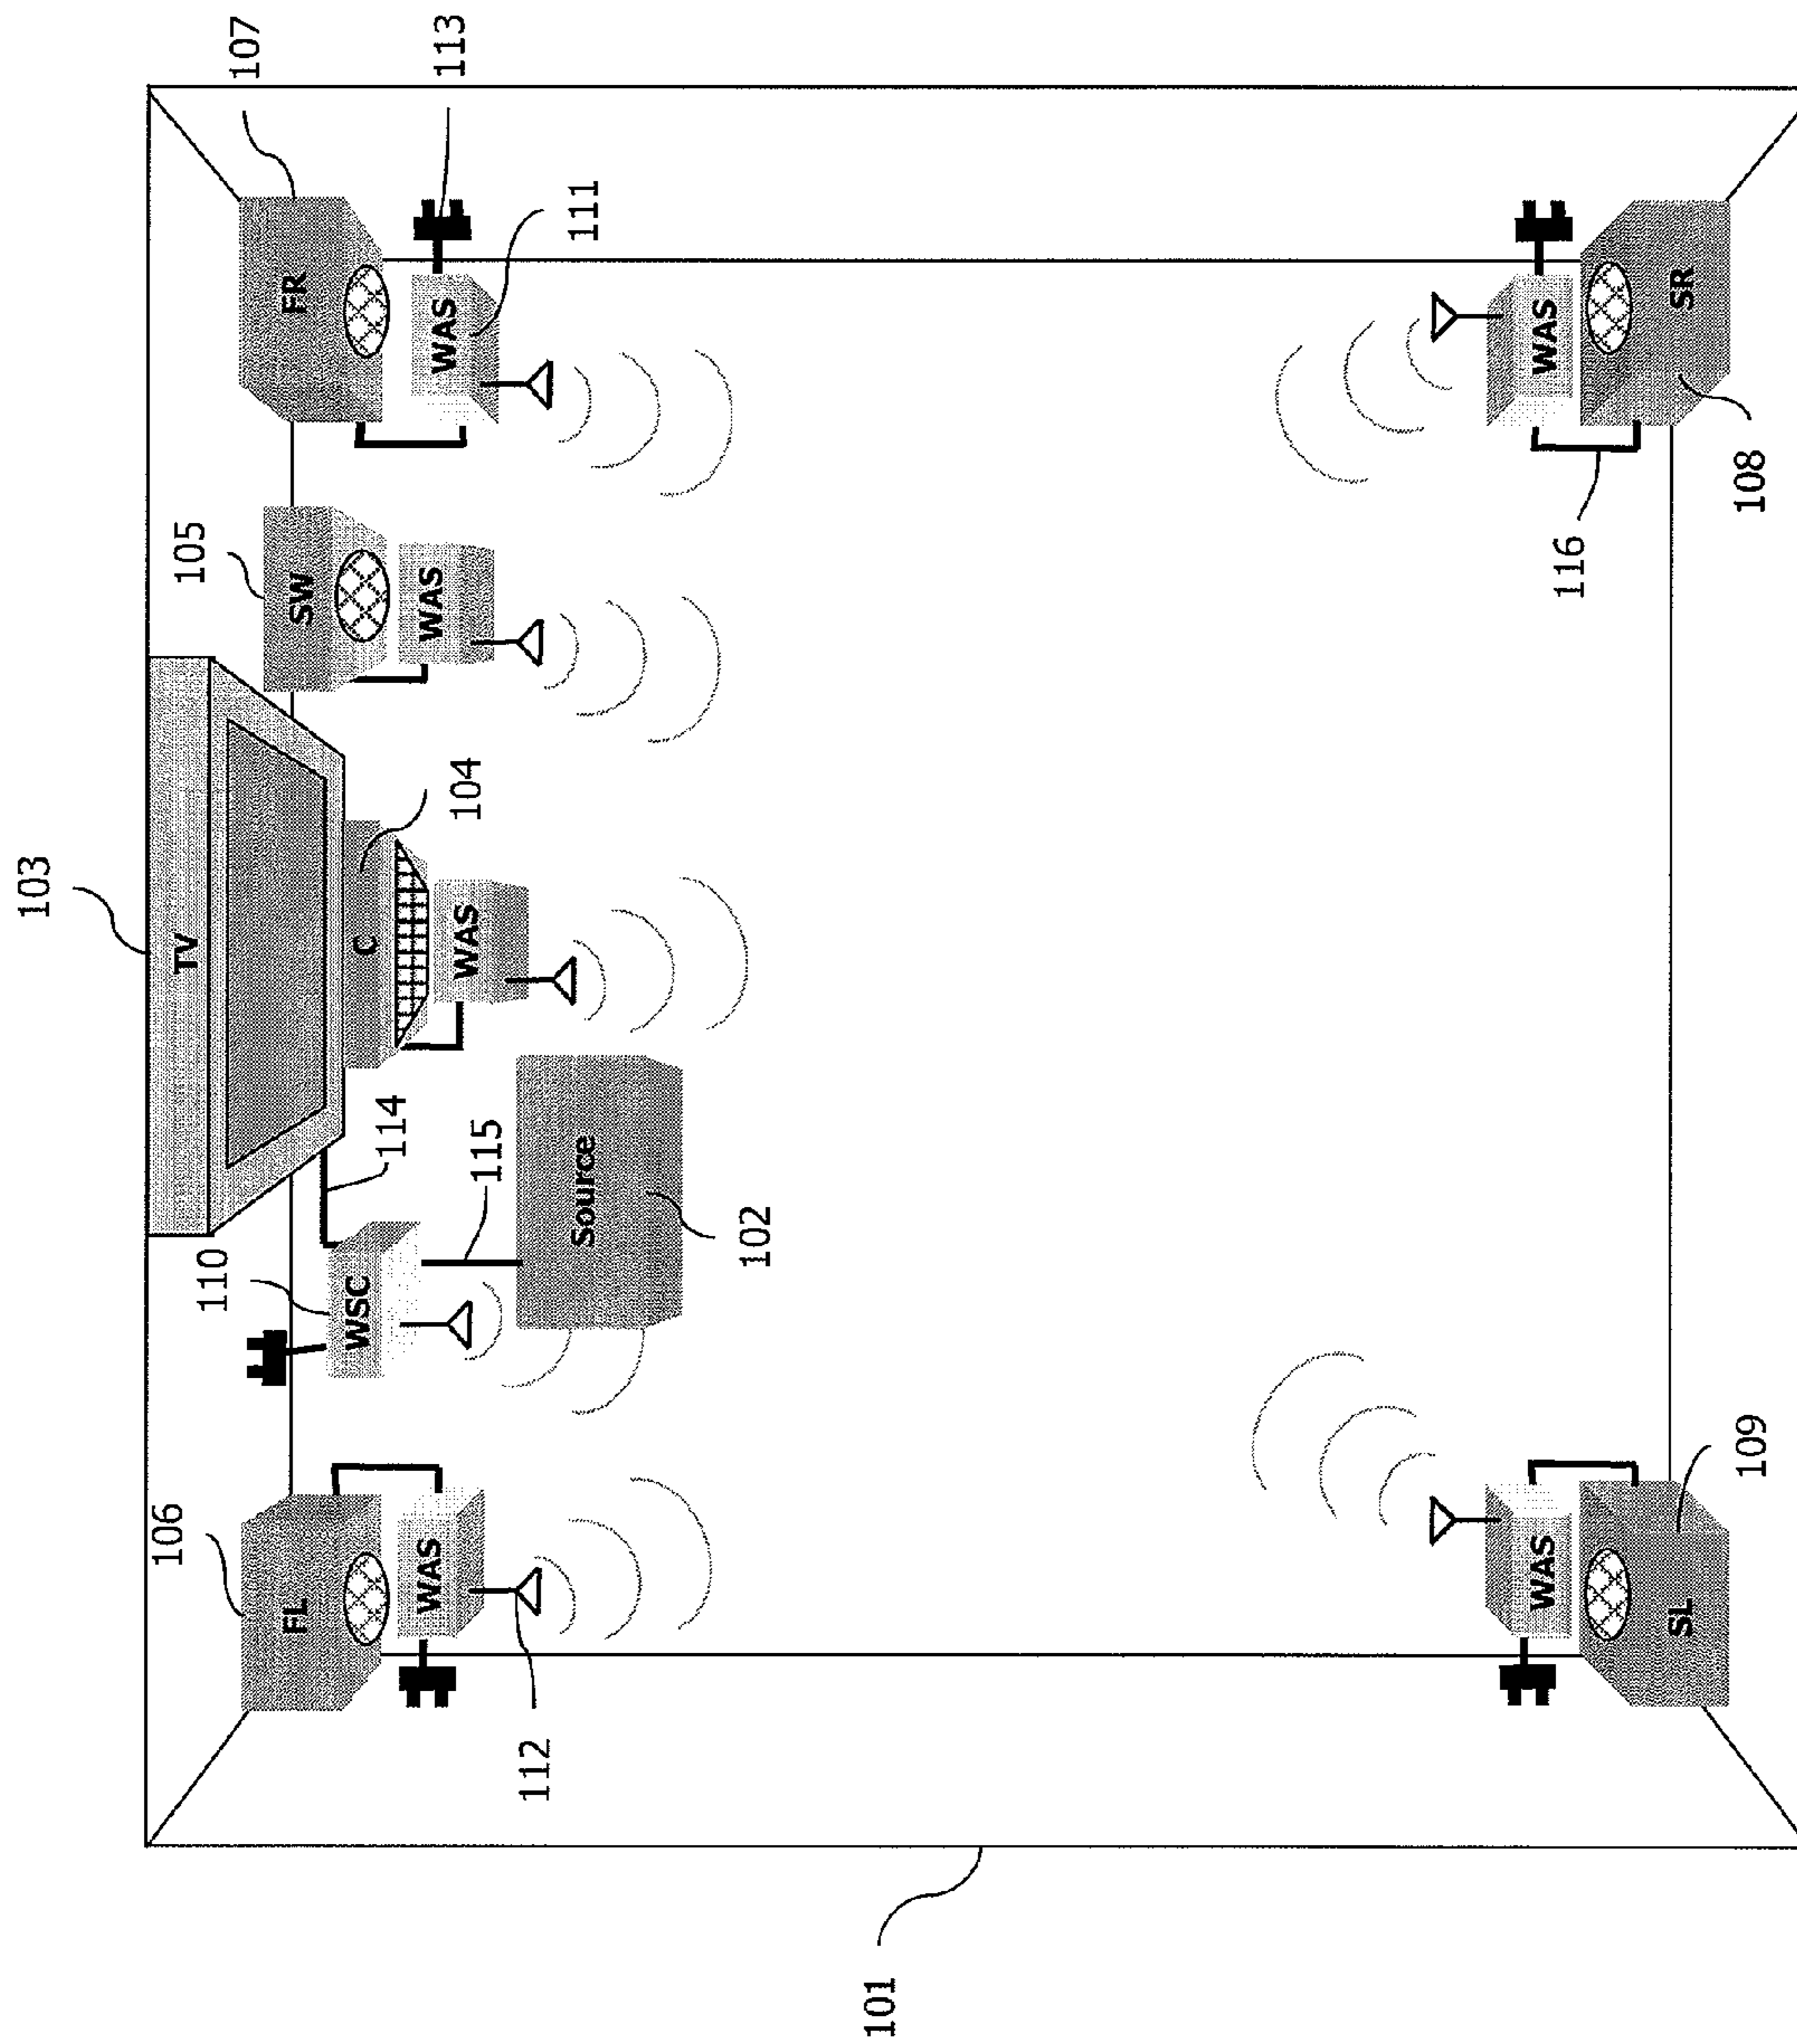 103
TV
106
FL
WAS
112
110
WSC
114
115
Source
102
C
104
WAS
105
SW
WAS
107
FR
WAS
113
111
101
WAS
SL
109
WAS
SR
116
108